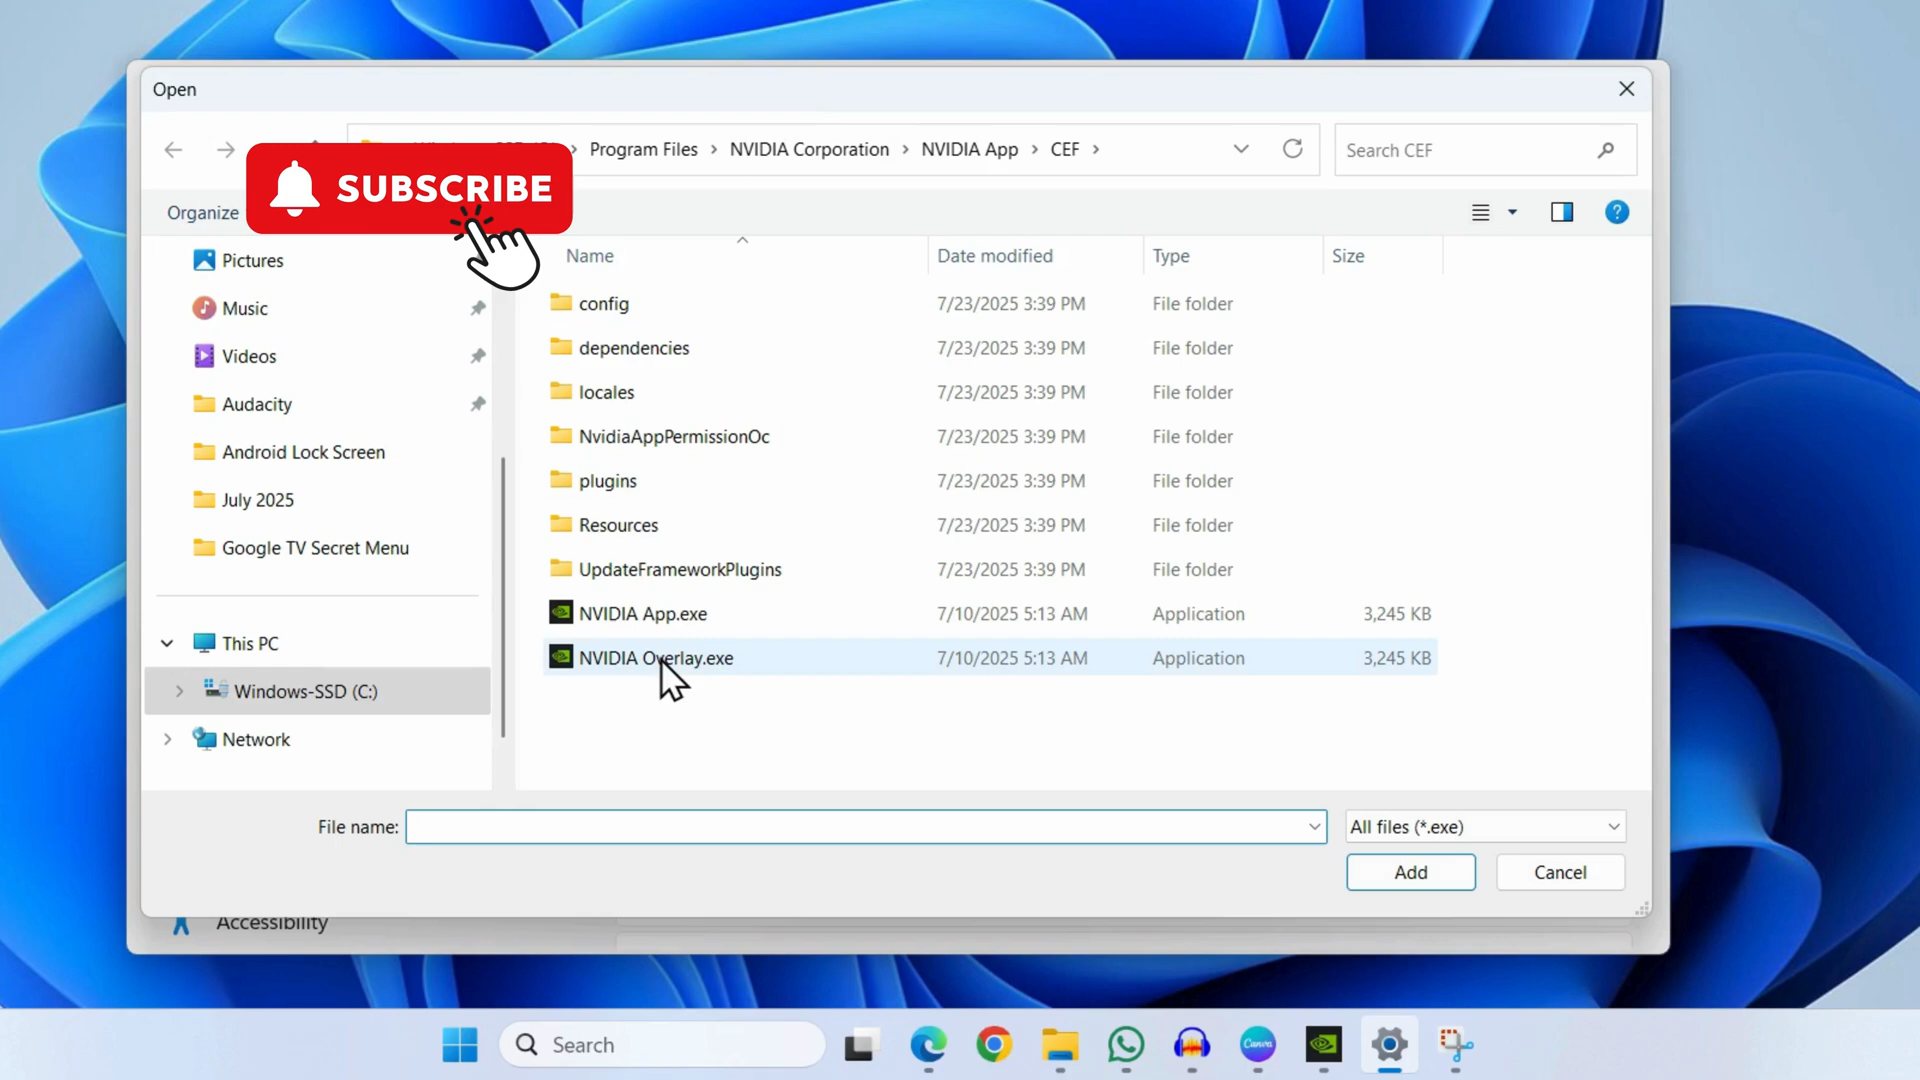 Open
Program Files > NVIDIA Corporation > NVIDIA App > CEF >
Search CEF
SUBSCRIBE
Organize
Name
Date modified
Type
Size
Pictures
Music
Videos
Audacity
Android Lock Screen
July 2025
Google TV Secret Menu
This PC
Windows-SSD (C:)
Network
config 7/23/2025 3:39 PM File folder
dependencies 7/23/2025 3:39 PM File folder
locales 7/23/2025 3:39 PM File folder
NvidiaAppPermissionOc 7/23/2025 3:39 PM File folder
plugins 7/23/2025 3:39 PM File folder
Resources 7/23/2025 3:39 PM File folder
UpdateFrameworkPlugins 7/23/2025 3:39 PM File folder
NVIDIA App.exe 7/10/2025 5:13 AM Application 3,245 KB
NVIDIA Overlay.exe 7/10/2025 5:13 AM Application 3,245 KB
File name:
All files (*.exe)
Add
Cancel
Accessibility
Search
Canva